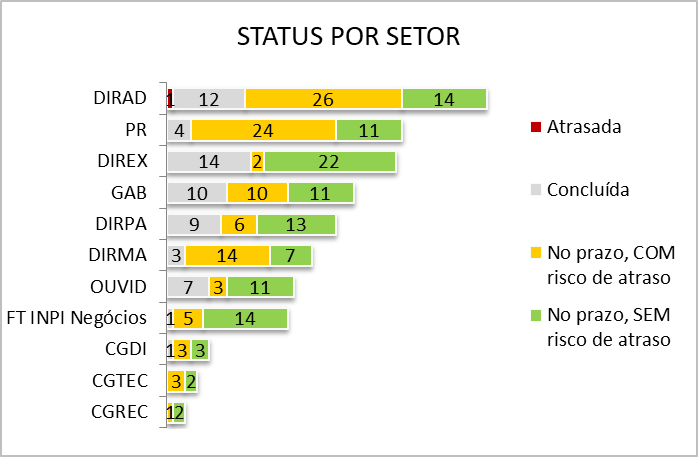 STATUS POR SETOR
DIRAD 1 12 26 14
PR 4 24 11
DIREX 14 2 22
GAB 10 10 11
DIRPA 9 6 13
DIRMA 3 14 7
OUVID 7 3 11
FT INPI Negócios 1 5 14
CGDI 1 3 3
CGTEC 3 2
CGREC 1 2
Atrasada
Concluída
No prazo, COM
risco de atraso
No prazo, SEM
risco de atraso